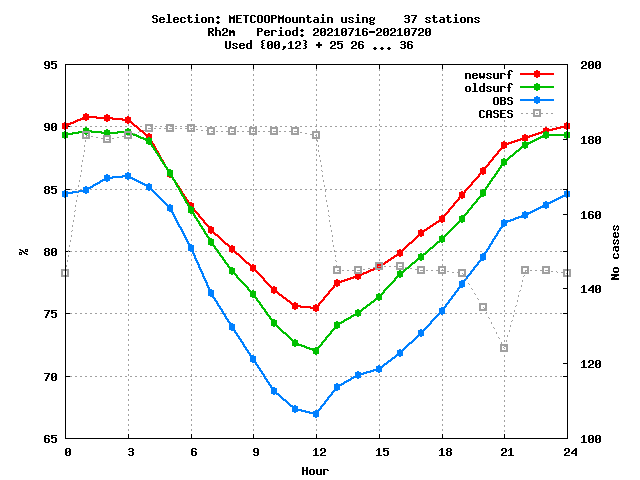 Selection: METCOOPMountain using    37 stations
Rh2m   Period: 20210716-20210720
Used {00,12} + 25 26 ... 36
newsurf
oldsurf
OBS
CASES
95
90
85
80
75
70
65
%
200
180
160
140
120
100
No cases
0 3 6 9 12 15 18 21 24
Hour